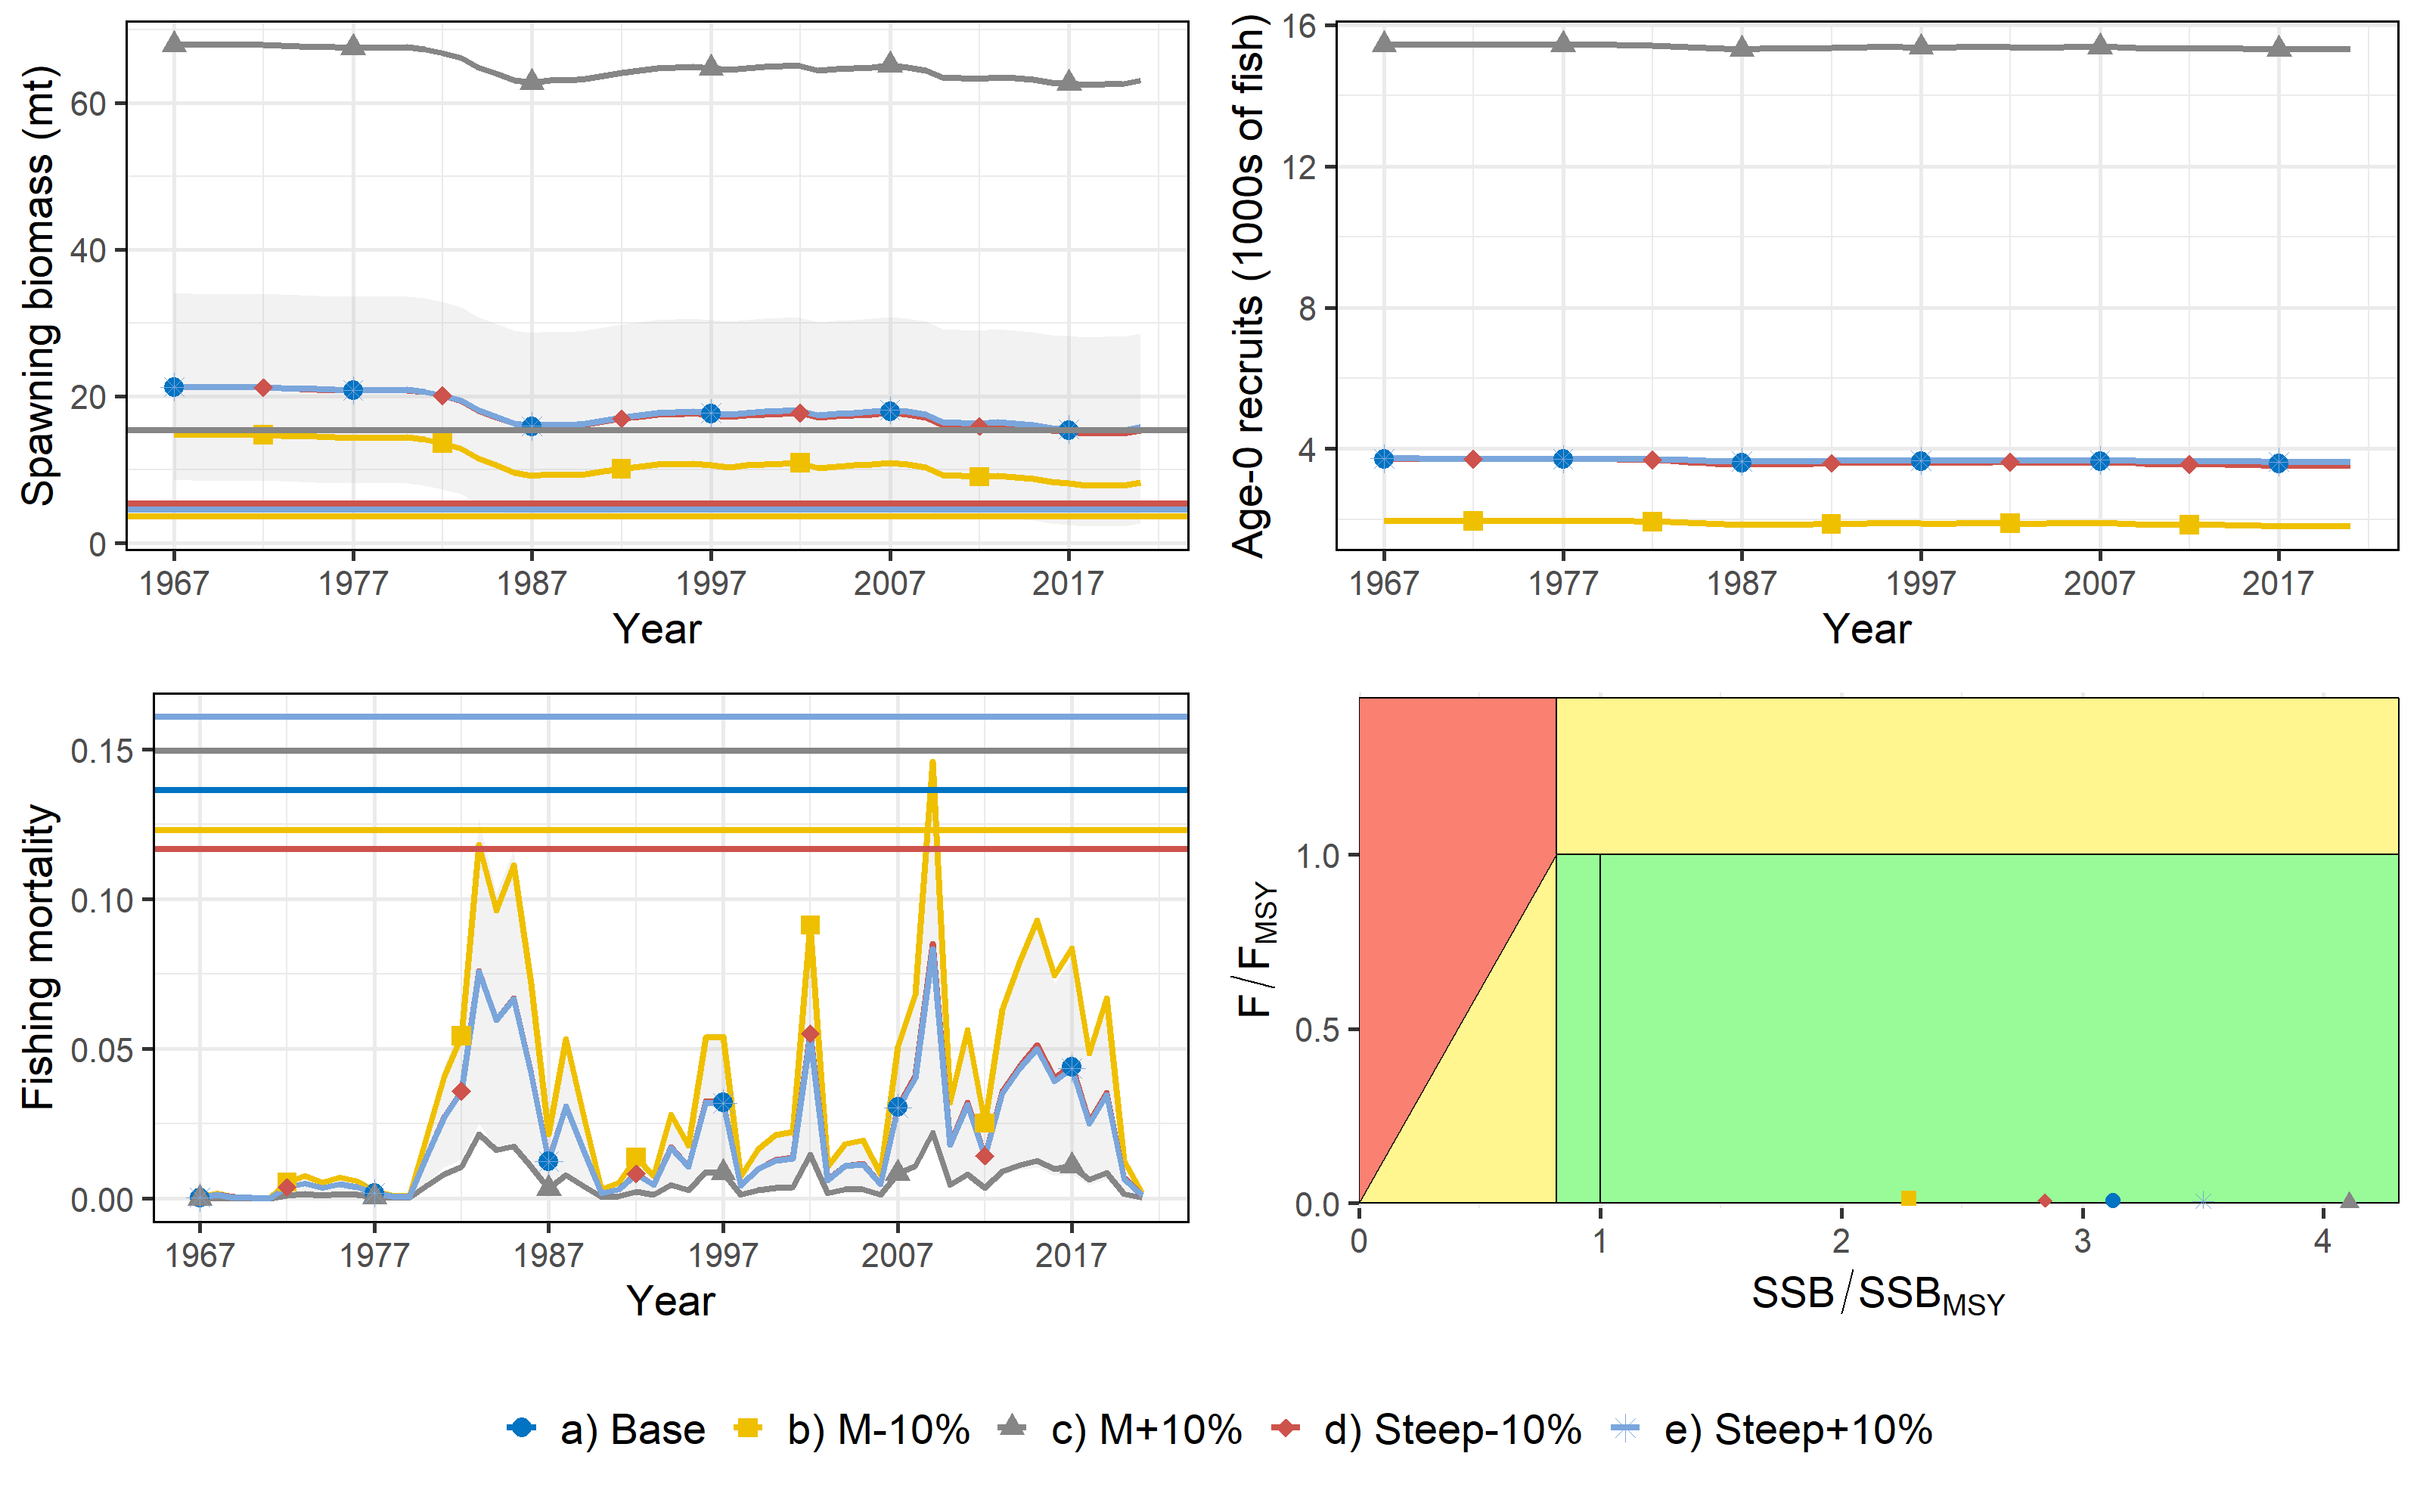 Spawning biomass (mt)
60
40
20
0
1967 1977 1987 1997 2007 2017
Year
Age-0 recruits (1000s of fish)
16
12
8
4
1967 1977 1987 1997 2007 2017
Year
Fishing mortality
0.15
0.10
0.05
0.00
1967 1977 1987 1997 2007 2017
Year
F/FMSY
1.0
0.5
0.0
0 1 2 3 4
SSB/SSBMSY
a) Base b) M-10% c) M+10% d) Steep-10% e) Steep+10%